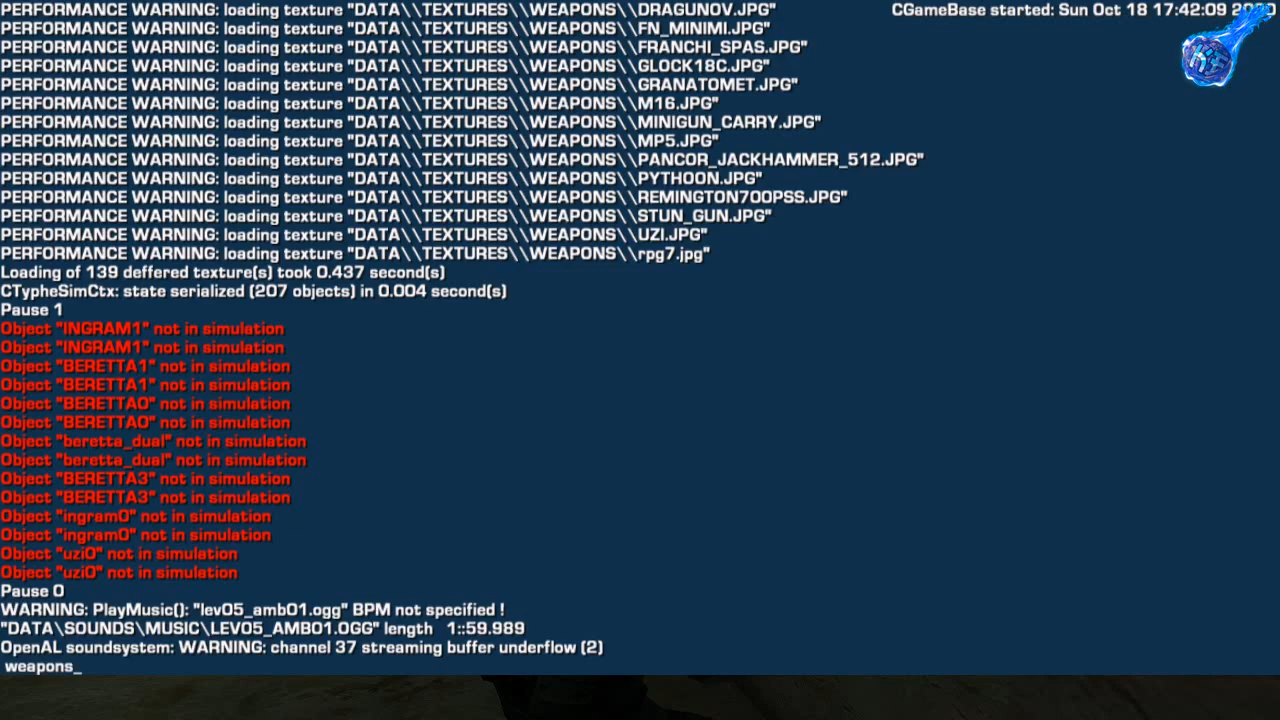 PERFORMANCE WARNING: loading texture "DATA\\TEXTURES\\WEAPONS\\DRAGUNOV.JPG"
CGameBase started: Sun Oct 18 17:42:09
PERFORMANCE WARNING: loading texture "DATA\\TEXTURES\\WEAPONS\\FN_MINIMI.JPG"
PERFORMANCE WARNING: loading texture "DATA\\TEXTURES\\WEAPONS\\FRANCHI_SPAS.JPG"
PERFORMANCE WARNING: loading texture "DATA\\TEXTURES\\WEAPONS\\GLOCK18C.JPG"
PERFORMANCE WARNING: loading texture "DATA\\TEXTURES\\WEAPONS\\GRANATOMET.JPG"
PERFORMANCE WARNING: loading texture "DATA\\TEXTURES\\WEAPONS\\M16.JPG"
PERFORMANCE WARNING: loading texture "DATA\\TEXTURES\\WEAPONS\\MINIGUN_CARRY.JPG"
PERFORMANCE WARNING: loading texture "DATA\\TEXTURES\\WEAPONS\\MP5.JPG"
PERFORMANCE WARNING: loading texture "DATA\\TEXTURES\\WEAPONS\\PANCOR_JACKHAMMER_512.JPG"
PERFORMANCE WARNING: loading texture "DATA\\TEXTURES\\WEAPONS\\PYTHOON.JPG"
PERFORMANCE WARNING: loading texture "DATA\\TEXTURES\\WEAPONS\\REMINGTON700PSS.JPG"
PERFORMANCE WARNING: loading texture "DATA\\TEXTURES\\WEAPONS\\STUN_GUN.JPG"
PERFORMANCE WARNING: loading texture "DATA\\TEXTURES\\WEAPONS\\UZI.JPG"
PERFORMANCE WARNING: loading texture "DATA\\TEXTURES\\WEAPONS\\rpg7.jpg"
Loading of 139 deffered texture(s) took 0.437 second(s)
CTypheSimCtx: state serialized (207 objects) in 0.004 second(s)
Pause 1
Object "INGRAM1" not in simulation
Object "INGRAM1" not in simulation
Object "BERETTA1" not in simulation
Object "BERETTA1" not in simulation
Object "BERETTA0" not in simulation
Object "BERETTA0" not in simulation
Object "beretta_dual" not in simulation
Object "beretta_dual" not in simulation
Object "BERETTA3" not in simulation
Object "BERETTA3" not in simulation
Object "ingram0" not in simulation
Object "ingram0" not in simulation
Object "uzi0" not in simulation
Object "uzi0" not in simulation
Pause 0
WARNING: PlayMusic(): "lev05_amb01.ogg" BPM not specified !
"DATA\SOUNDS\MUSIC\LEV05_AMB01.OGG" length 1::59.989
OpenAL soundsystem: WARNING: channel 37 streaming buffer underflow (2)
weapons_